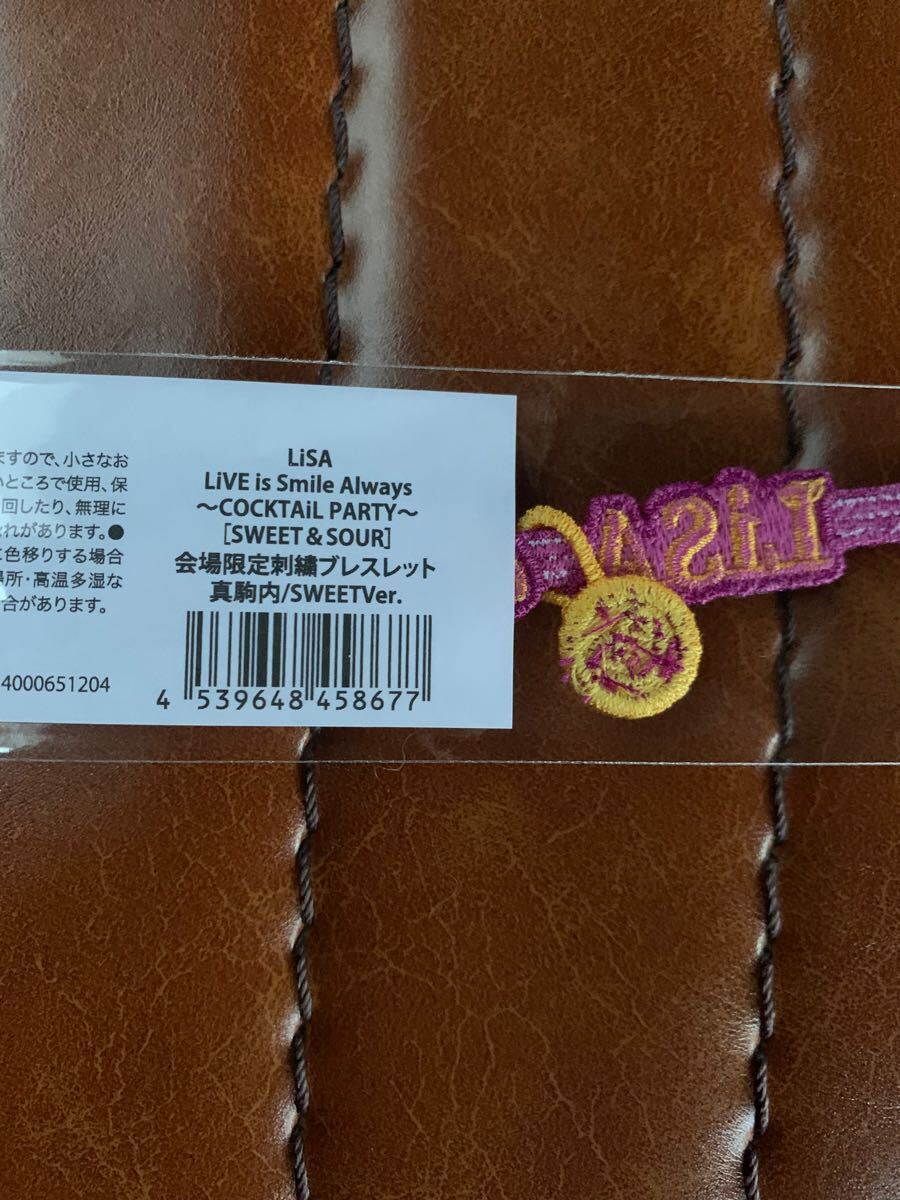 ますので、小さなお
いところで使用、保
回したり、無理に
れがあります。●
色移りする場合
場所・高温多湿な
合があります。
4000651204
LiSA
LiVE is Smile Always
～COCKTAiL PARTY～
[SWEET & SOUR]
会場限定刺繍ブレスレット
真駒内/SWEETVer.
4 539648 458677
LiSA